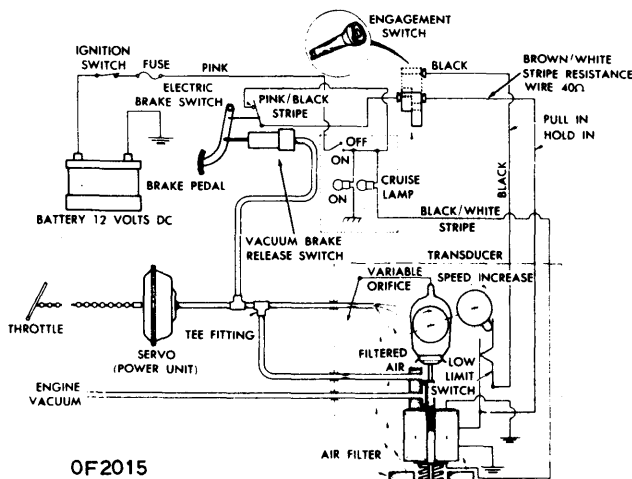 ENGAGEMENT
SWITCH
IGNITION
SWITCH
FUSE
PINK
BLACK
BROWN/WHITE
STRIPE RESISTANCE
WIRE 40Ω
ELECTRIC
BRAKE SWITCH
PINK/BLACK
STRIPE
PULL IN
HOLD IN
OFF
ON
BRAKE PEDAL
CRUISE
LAMP
ON
BLACK
BATTERY 12 VOLTS DC
BLACK/WHITE
STRIPE
VACUUM BRAKE
RELEASE SWITCH
TRANSDUCER
VARIABLE
ORIFICE
SPEED INCREASE
THROTTLE
TEE FITTING
SERVO
(POWER UNIT)
FILTERED
AIR
LOW
LIMIT
SWITCH
ENGINE
VACUUM
AIR FILTER
OF2015